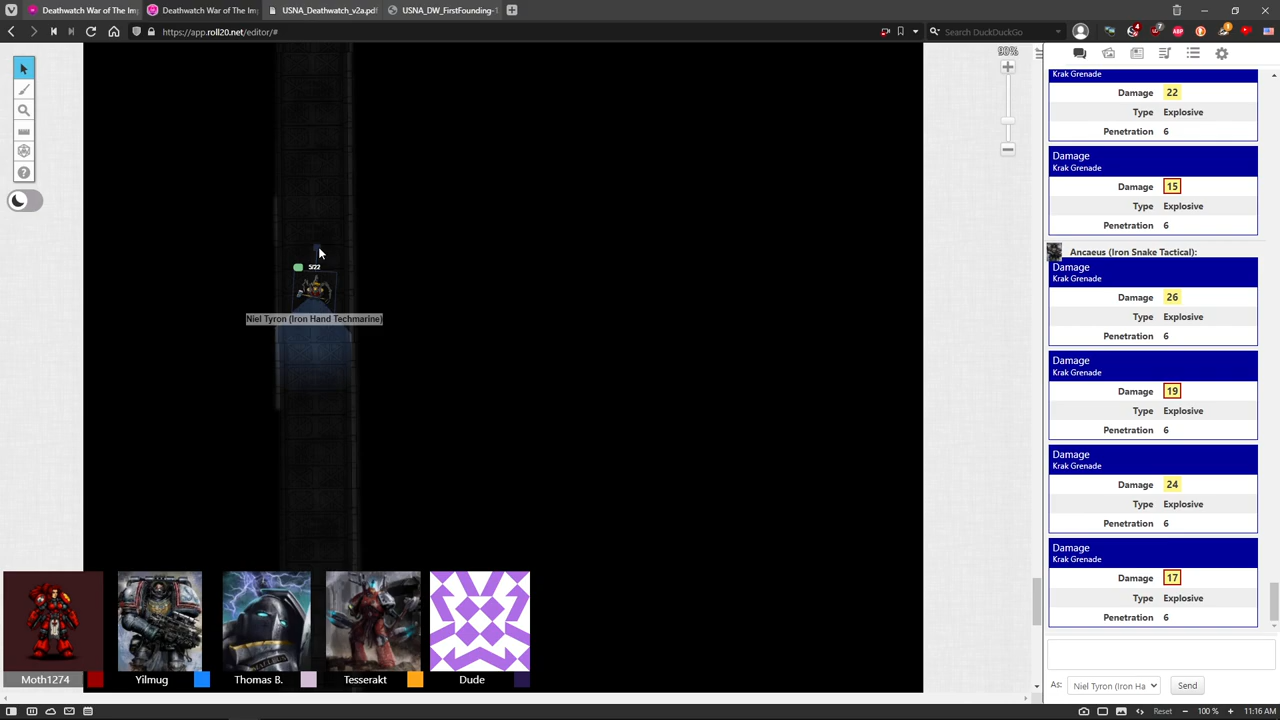 Deathwatch War of The Im
Deathwatch War of The Im
USNA_Deathwatch_v2a.pd
USNA_DW_FirstFounding-1
https://app.roll20.net/editor/#
Search DuckDuckGo
90%
Krak Grenade
Damage 22
Type Explosive
Penetration 6
Damage
Krak Grenade
Damage 15
Type Explosive
Penetration 6
Ancaeus (Iron Snake Tactical):
Damage
Krak Grenade
Damage 26
Type Explosive
Penetration 6
Damage
Krak Grenade
Damage 19
Type Explosive
Penetration 6
Damage
Krak Grenade
Damage 24
Type Explosive
Penetration 6
Damage
Krak Grenade
Damage 17
Type Explosive
Penetration 6
Niel Tyron (Iron Hand Techmarine)
Moth1274
Yilmug
Thomas B.
Tesserakt
Dude
As: Niel Tyron (Iron Ha Send
Reset 100 % 11:16 AM